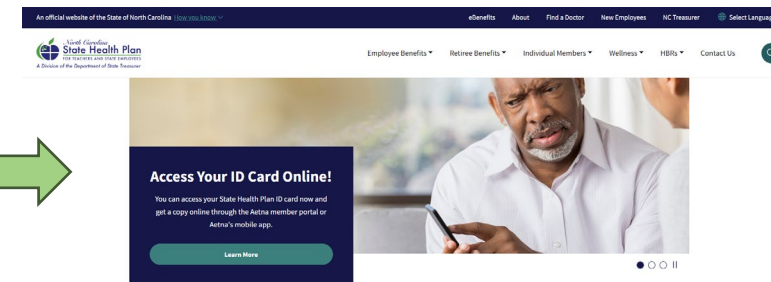 An official website of the State of North Carolina How you know
eBenefits About Find a Doctor New Employees NC Treasurer Select Languag
North Carolina
State Health Plan
FOR TEACHERS AND STATE EMPLOYEES
A Division of the Department of State Treasurer
Employee Benefits Retiree Benefits Individual Members Wellness HBRs Contact Us
Access Your ID Card Online!
You can access your State Health Plan ID card now and
get a copy online through the Aetna member portal or
Aetna's mobile app.
Learn More